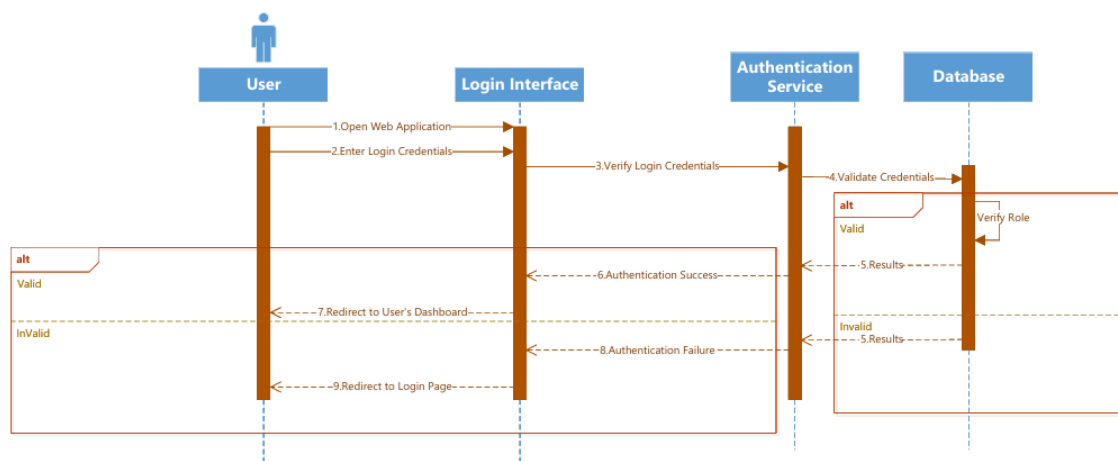 User
Login Interface
Authentication
Service
Database
1.Open Web Application
2.Enter Login Credentials
3.Verify Login Credentials
4.Validate Credentials
alt
Verify Role
Valid
alt
5.Results
6.Authentication Success
Valid
7.Redirect to User's Dashboard
InValid
Invalid
5.Results
8.Authentication Failure
9.Redirect to Login Page